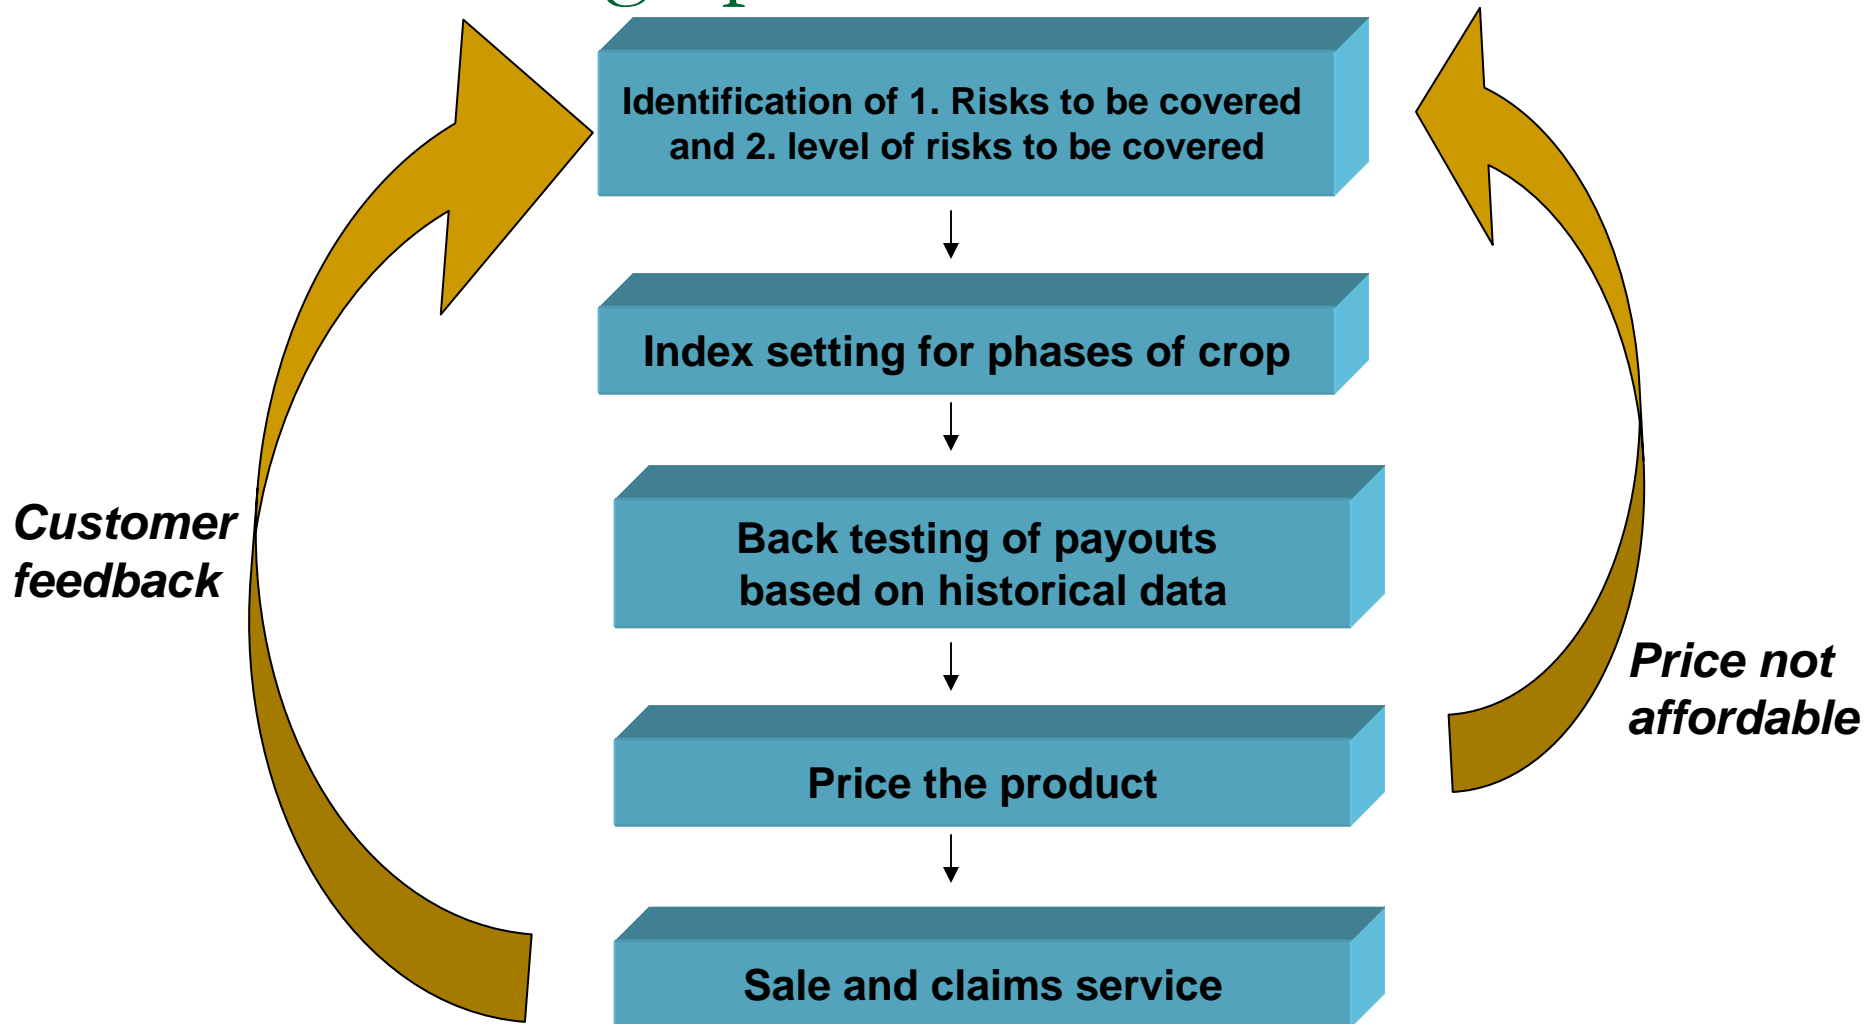 Identification of 1. Risks to be covered
and 2. level of risks to be covered
Index setting for phases of crop
Back testing of payouts
based on historical data
Price the product
Sale and claims service
Customer
feedback
Price not
affordable